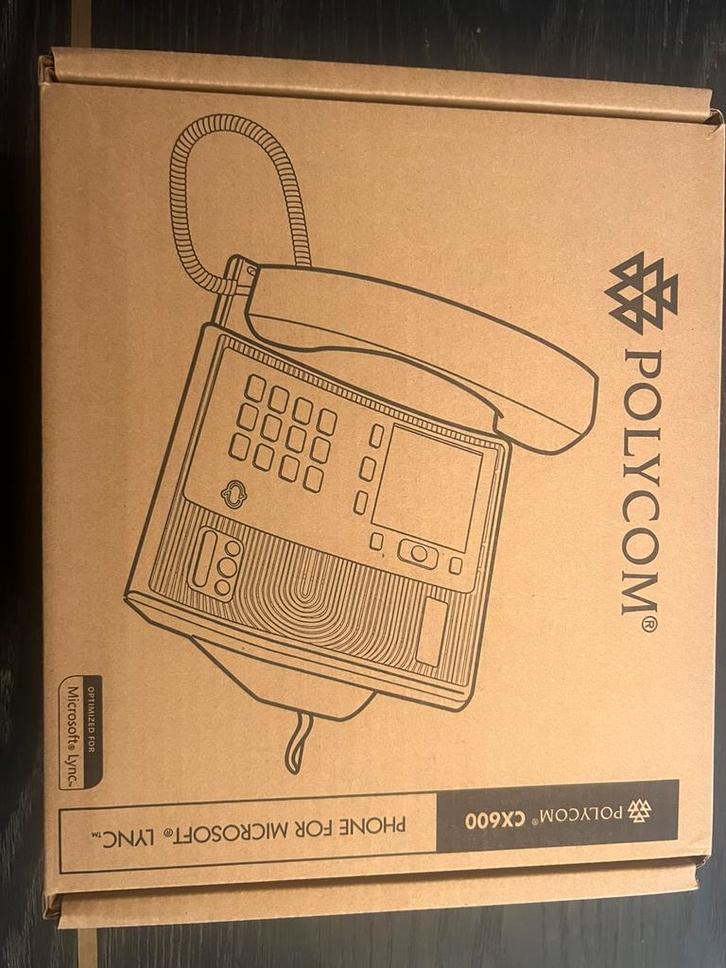 POLYCOM®
OPTIMIZED FOR
Microsoft® Lync™
POLYCOM® CX600
PHONE FOR MICROSOFT® LYNC™